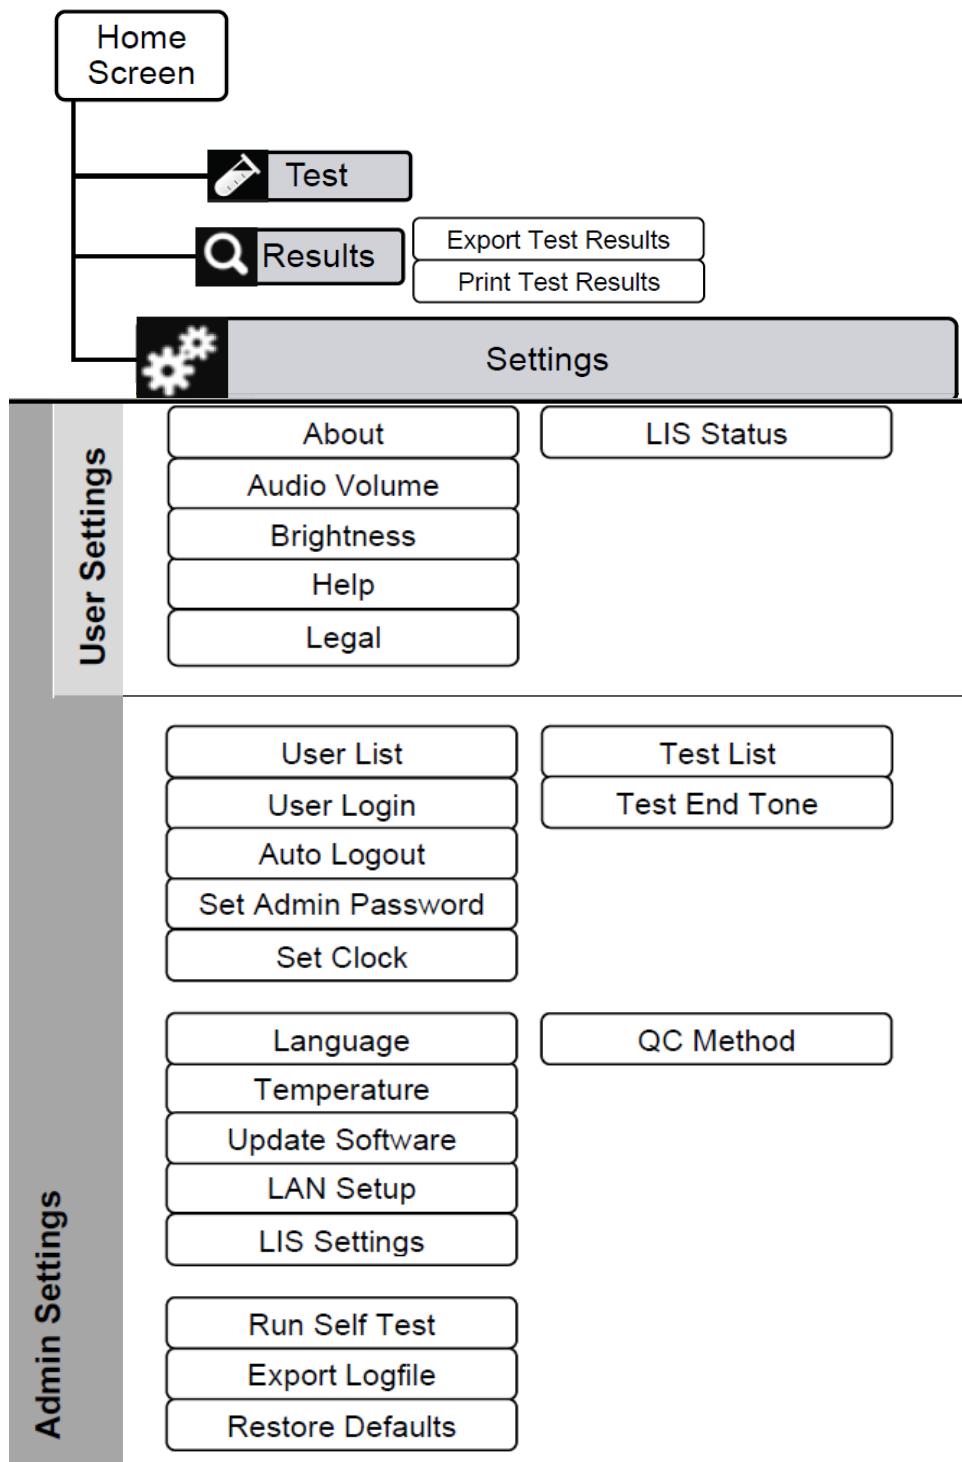 Home
Screen
Test
Results
Export Test Results
Print Test Results
Settings
User Settings
About
LIS Status
Audio Volume
Brightness
Help
Legal
Admin Settings
User List
Test List
User Login
Test End Tone
Auto Logout
Set Admin Password
Set Clock
Language
QC Method
Temperature
Update Software
LAN Setup
LIS Settings
Run Self Test
Export Logfile
Restore Defaults